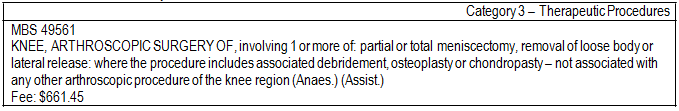 Category 3 – Therapeutic Procedures
MBS 49561
KNEE, ARTHROSCOPIC SURGERY OF, involving 1 or more of: partial or total meniscectomy, removal of loose body or
lateral release: where the procedure includes associated debridement, osteoplasty or chondropasty – not associated with
any other arthroscopic procedure of the knee region (Anaes.) (Assist.)
Fee: $661.45